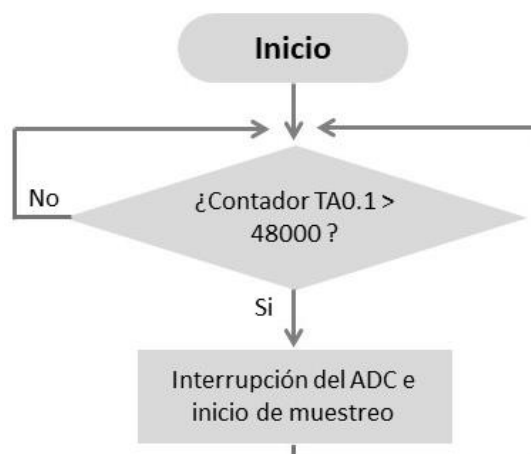 Inicio
¿Contador TA0.1 >
48000 ?
No
Si
Interrupción del ADC e
inicio de muestreo